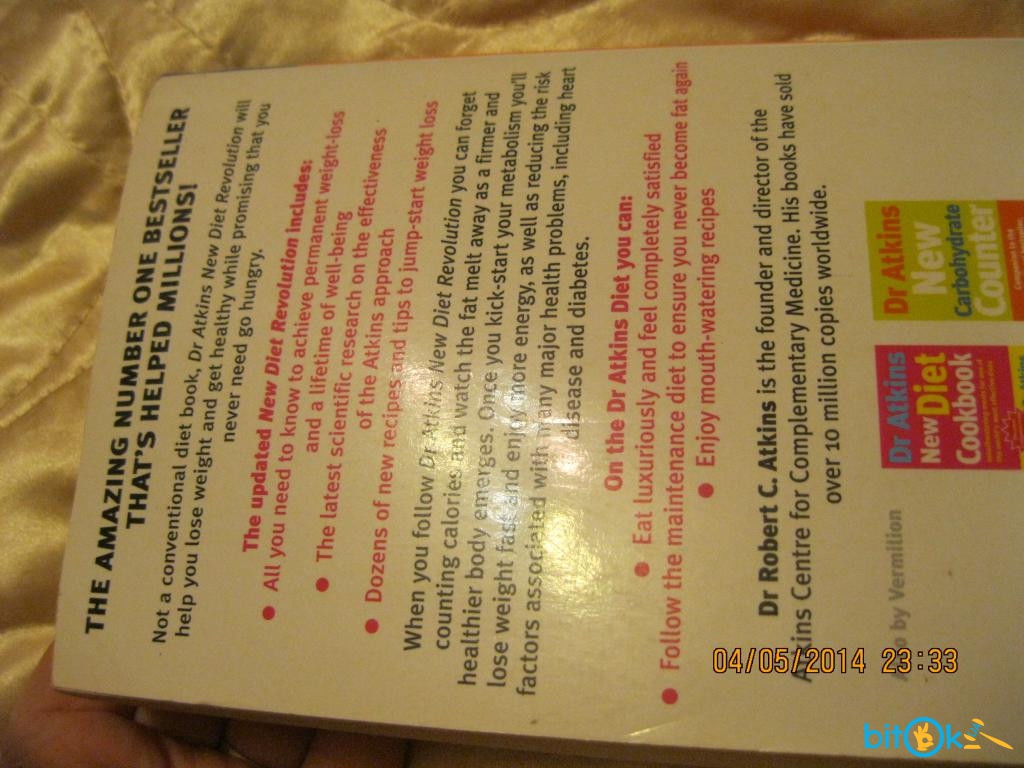 THE AMAZING NUMBER ONE BESTSELLER
THAT'S HELPED MILLIONS!
Not a conventional diet book, Dr Atkins New Diet Revolution will
help you lose weight and get healthy while promising that you
never need go hungry.
The updated New Diet Revolution includes:
● All you need to know to achieve permanent weight-loss
and a lifetime of well-being
● The latest scientific research on the effectiveness
of the Atkins approach
● Dozens of new recipes and tips to jump-start weight loss
When you follow Dr Atkins New Diet Revolution you can forget
counting calories and watch the fat melt away as a firmer and
healthier body emerges. Once you kick-start your metabolism you'll
lose weight fast and enjoy more energy, as well as reducing the risk
factors associated with many major health problems, including heart
disease and diabetes.
On the Dr Atkins Diet you can:
● Eat luxuriously and feel completely satisfied
● Follow the maintenance diet to ensure you never become fat again
● Enjoy mouth-watering recipes
Dr Robert C. Atkins is the founder and director of the
Atkins Centre for Complementary Medicine. His books have sold
over 10 million copies worldwide.
Also by Vermilion
Dr Atkins
New Diet
Cookbook
Dr Atkins
New
Carbohydrate
Counter
04/05/2014 23:33
bitok